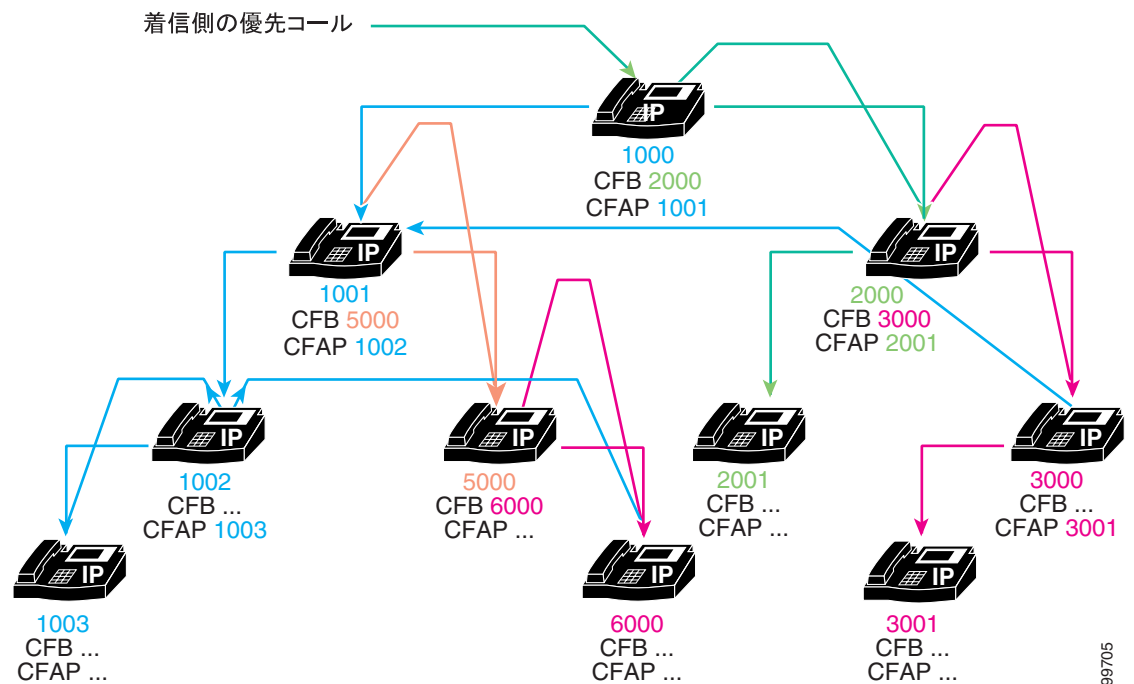 着信側の優先コール
IP
1000
CFB 2000
CFAP 1001
IP
1001
CFB 5000
CFAP 1002
IP
2000
CFB 3000
CFAP 2001
IP
1002
CFB ...
CFAP 1003
IP
5000
CFB 6000
CFAP ...
IP
2001
CFB ...
CFAP ...
IP
3000
CFB ...
CFAP 3001
IP
1003
CFB ...
CFAP ...
IP
6000
CFB ...
CFAP ...
IP
3001
CFB ...
CFAP ...
99705